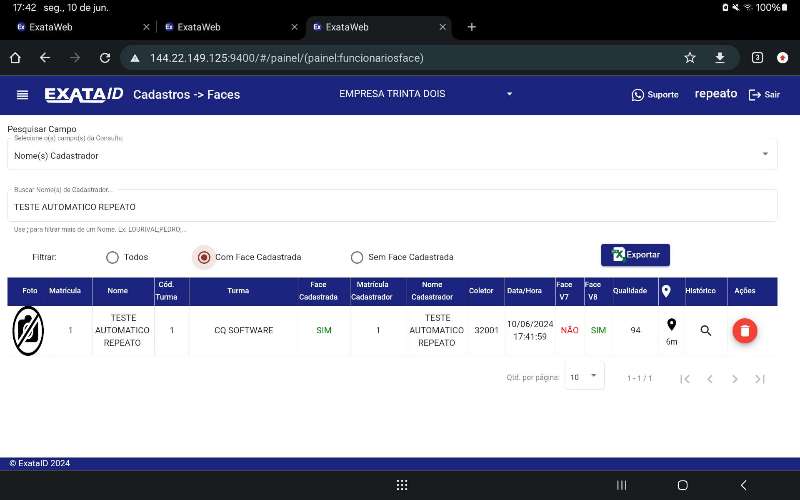 17:42 seg., 10 de jun.
100%
Ex ExataWeb
Ex ExataWeb
Ex ExataWeb
144.22.149.125:9400/#/painel/(painel:funcionariosface)
3
EXATAID
Cadastros -> Faces
EMPRESA TRINTA DOIS
Suporte
repeato
Sair
Pesquisar Campo
Selecione o(s) campo(s) da Consulta
Nome(s) Cadastrador
Buscar Nome(s) de Cadastrador...
TESTE AUTOMATICO REPEATO
Use ; para filtrar mais de um Nome. Ex: LOURIVAL;PEDRO;...
Filtrar:
Todos
Com Face Cadastrada
Sem Face Cadastrada
Exportar
Foto Matrícula Nome Cód. Turma Turma Face Cadastrada Matrícula Cadastrador Nome Cadastrador Coletor Data/Hora Face V7 Face V8 Qualidade Histórico Ações
1 TESTE AUTOMATICO REPEATO 1 CQ SOFTWARE SIM 1 TESTE AUTOMATICO REPEATO 32001 10/06/2024 17:41:59 NÃO SIM 94 6m
Qtd. por página: 10 1 - 1 / 1
© ExataID 2024